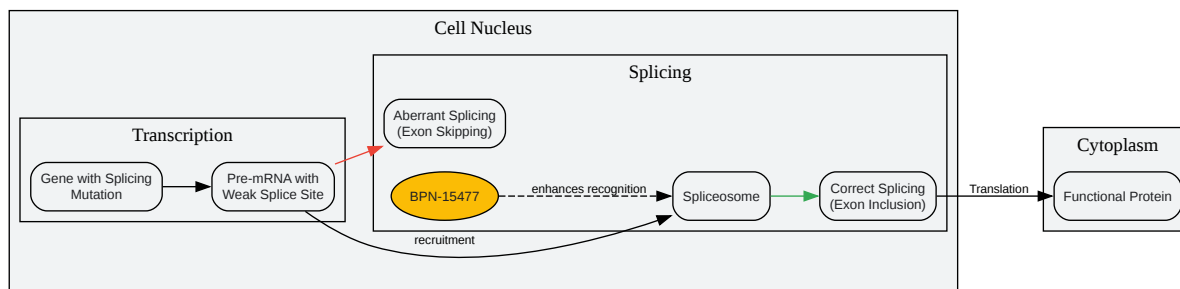 Cell Nucleus
Splicing
Transcription
Aberrant Splicing
(Exon Skipping)
Gene with Splicing
Mutation
Pre-mRNA with
Weak Splice Site
BPN-15477
enhances recognition
Spliceosome
Correct Splicing
(Exon Inclusion)
recruitment
Translation
Cytoplasm
Functional Protein